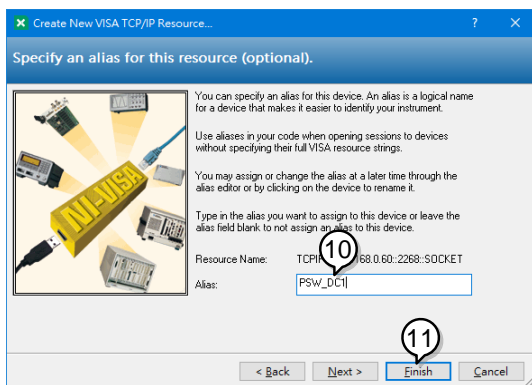 Create New VISA TCP/IP Resource...
Specify an alias for this resource (optional).
You can specify an alias for this device. An alias is a logical name
for a device that makes it easier to identify your instrument.
Use aliases in your code when opening sessions to devices
without specifying their full VISA resource strings.
You may assign or change the alias at a later time through the
alias editor or by clicking on the device to rename it.
Type in the alias you want to assign to this device or leave the
alias field blank to not assign an alias to this device.
NI-VISA
10
Resource Name: TCPIP 68.0.60::2268::SOCKET
Alias: PSW_DC1
11
< Back Next > Finish Cancel